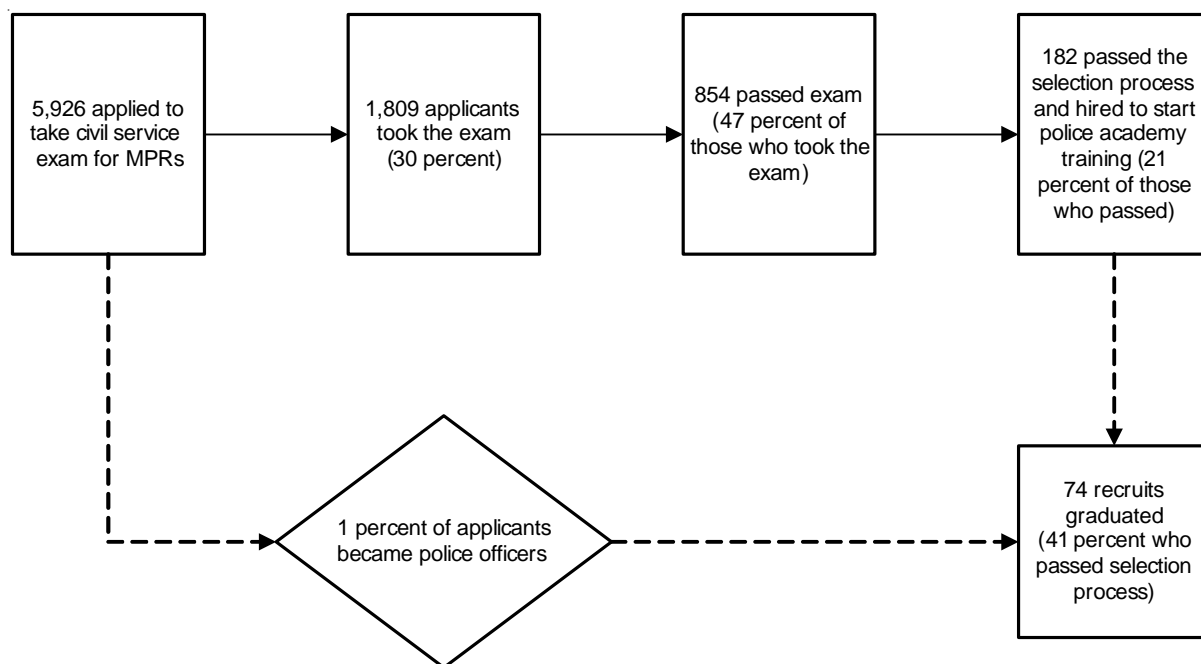 5,926 applied to
take civil service
exam for MPRs
1,809 applicants
took the exam
(30 percent)
854 passed exam
(47 percent of
those who took the
exam)
182 passed the
selection process
and hired to start
police academy
training (21
percent of those
who passed)
1 percent of applicants
became police officers
74 recruits
graduated
(41 percent who
passed selection
process)